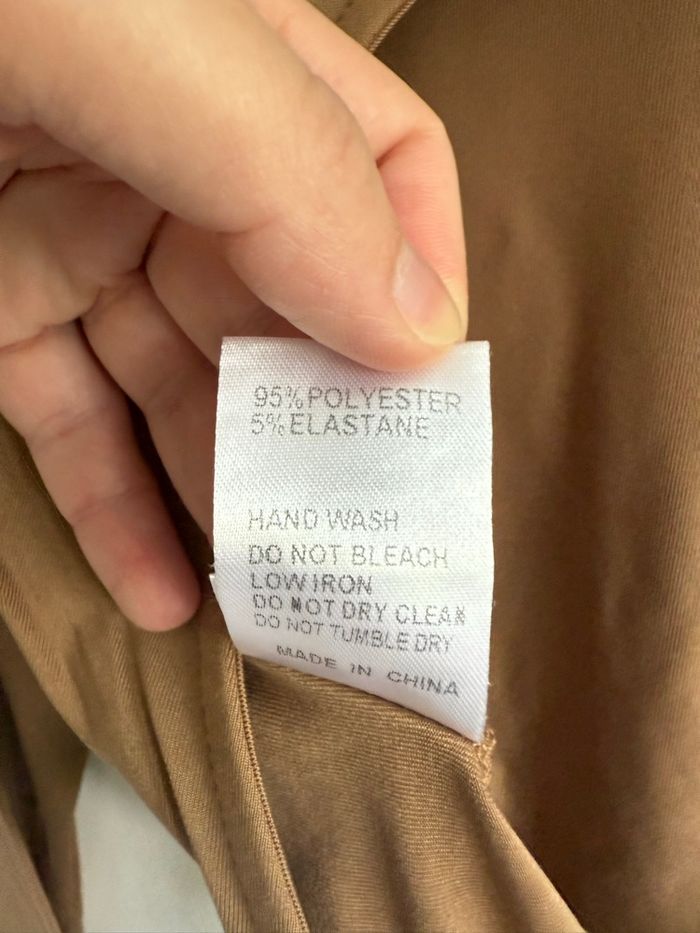 95% POLYESTER
5% ELASTANE
HAND WASH
DO NOT BLEACH
LOW IRON
DO NOT DRY CLEAN
DO NOT TUMBLE DRY
MADE IN CHINA